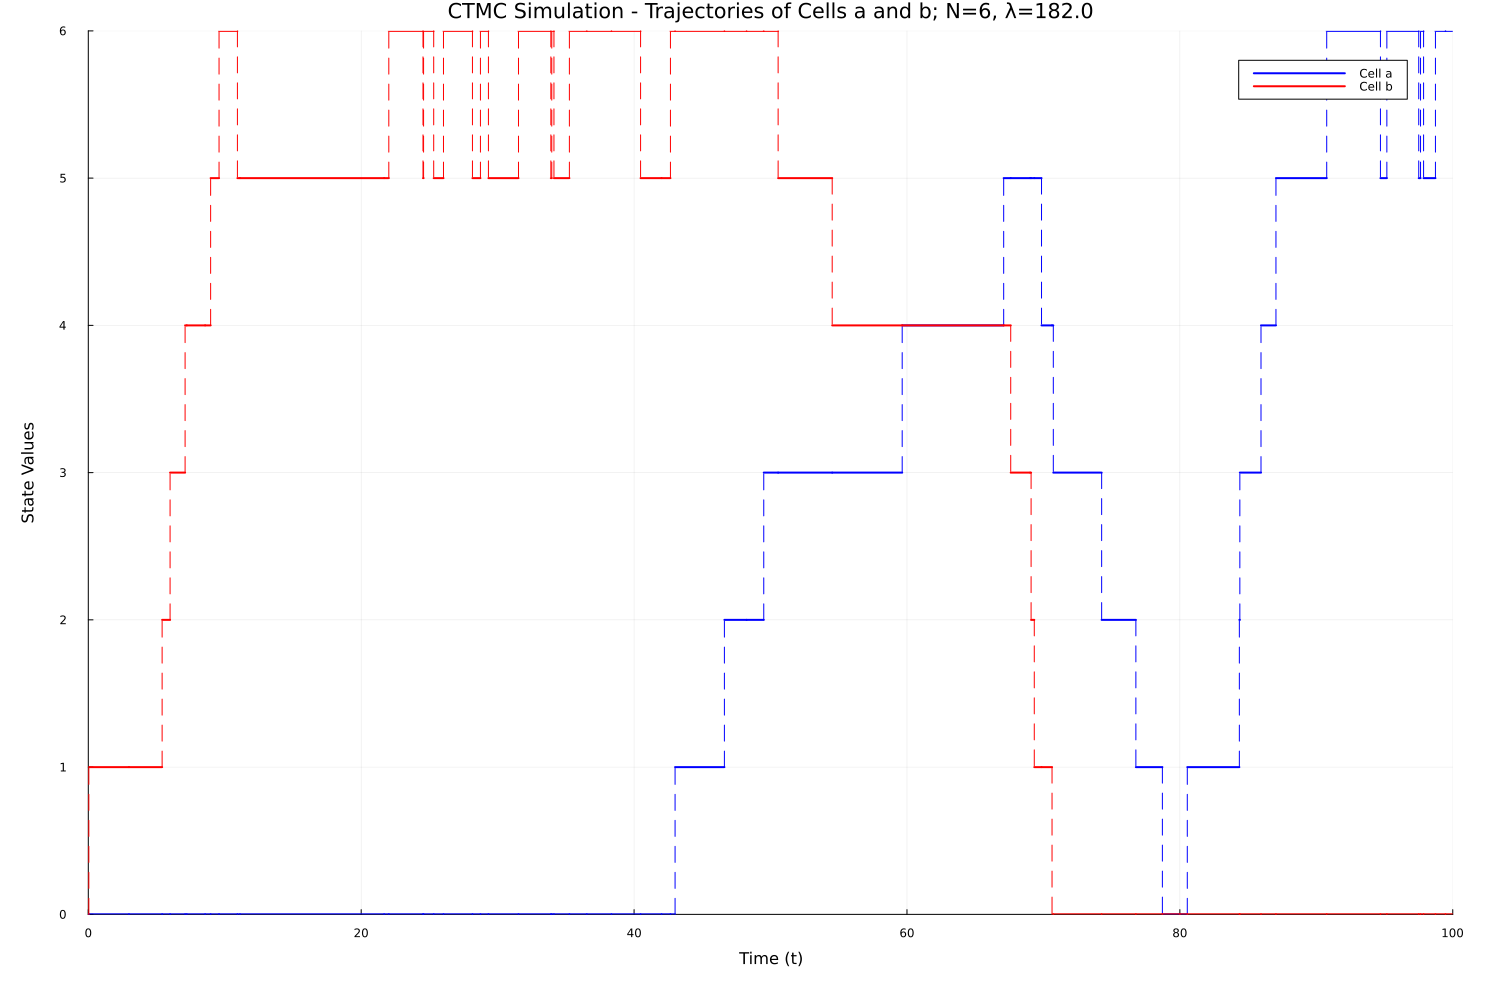 CTMC Simulation - Trajectories of Cells a and b; N=6, λ=182.0
6
Cell a
Cell b
5
4
State Values
3
2
1
0
0 20 40 60 80 100
Time (t)